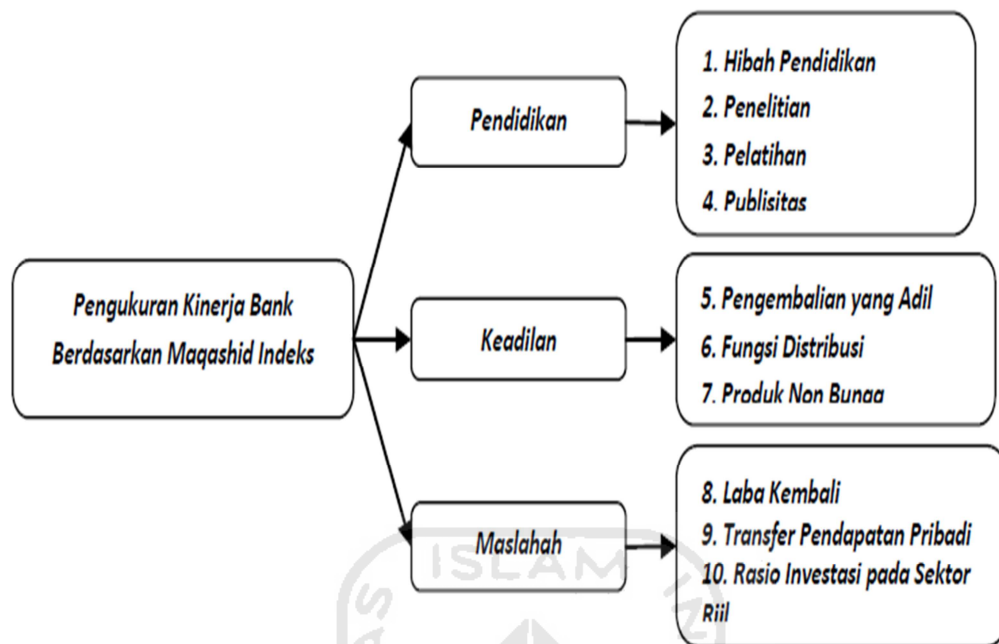 Pengukuran Kinerja Bank
Berdasarkan Maqashid Indeks
Pendidikan
1. Hibah Pendidikan
2. Penelitian
3. Pelatihan
4. Publisitas
Keadilan
5. Pengembalian yang Adil
6. Fungsi Distribusi
7. Produk Non Bunga
Maslahah
8. Laba Kembali
9. Transfer Pendapatan Pribadi
10. Rasio Investasi pada Sektor
Riil
ISLAM